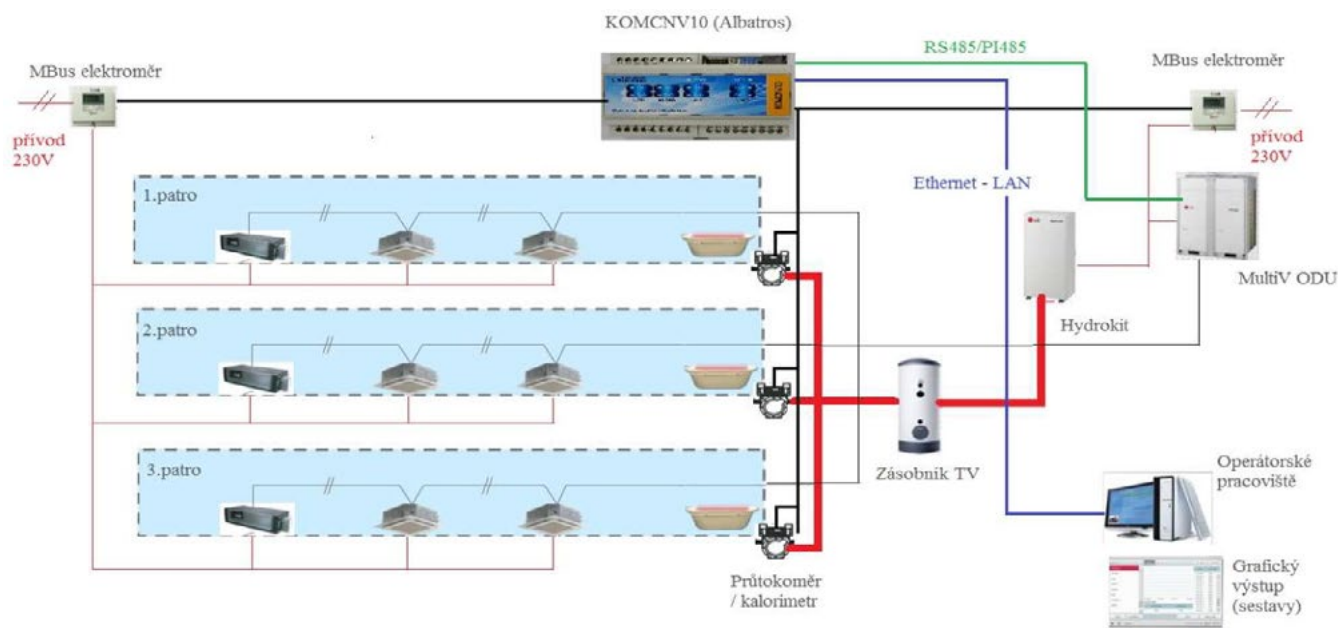 KOMCNV10 (Albatros)
RS485/PI485
MBus elektroměr
MBus elektroměr
přívod
230V
přívod
230V
Ethernet - LAN
1.patro
MultiV ODU
2.patro
Hydrokit
3.patro
Zásobník TV
Operátorské
pracoviště
Průtokoměr
/ kalorimetr
Grafický
výstup
(sestavy)